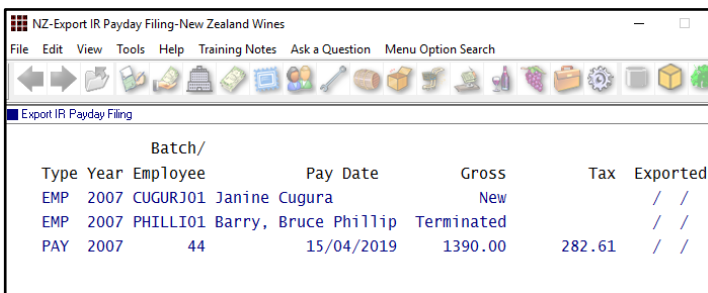 NZ-Export IR Payday Filing-New Zealand Wines
File Edit View Tools Help Training Notes Ask a Question Menu Option Search
Export IR Payday Filing
Batch/
Type Year Employee Pay Date Gross Tax Exported
EMP 2007 CUGURJ01 Janine Cugura New / /
EMP 2007 PHILLI01 Barry, Bruce Phillip Terminated / /
PAY 2007 44 15/04/2019 1390.00 282.61 / /